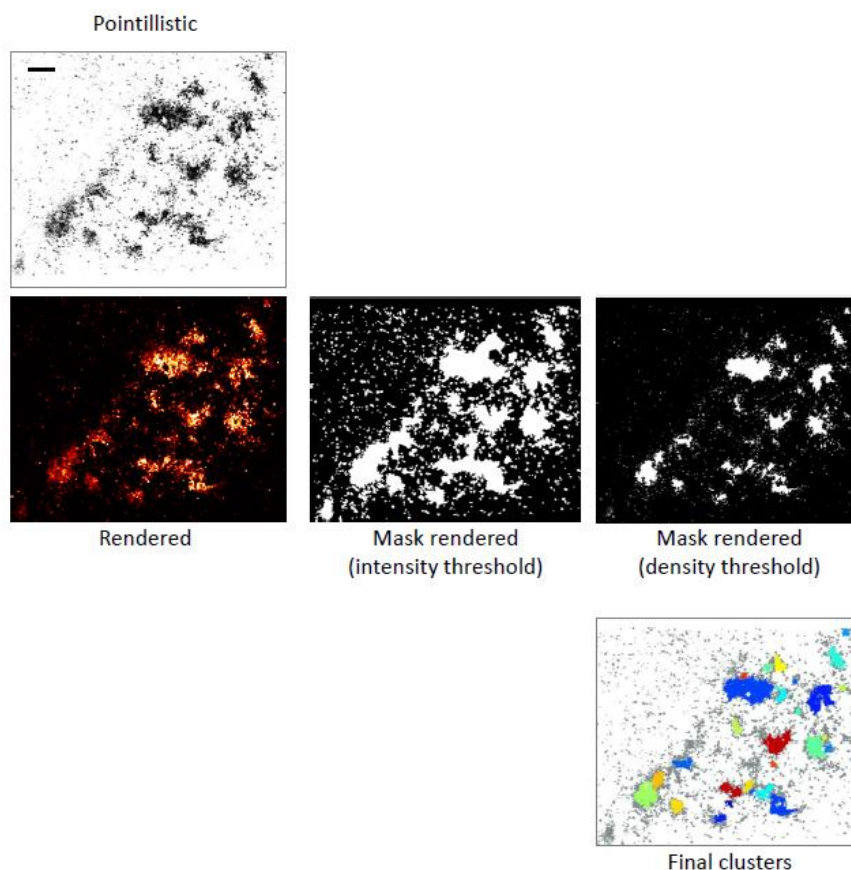 Pointillistic
Rendered
Mask rendered
(intensity threshold)
Mask rendered
(density threshold)
Final clusters